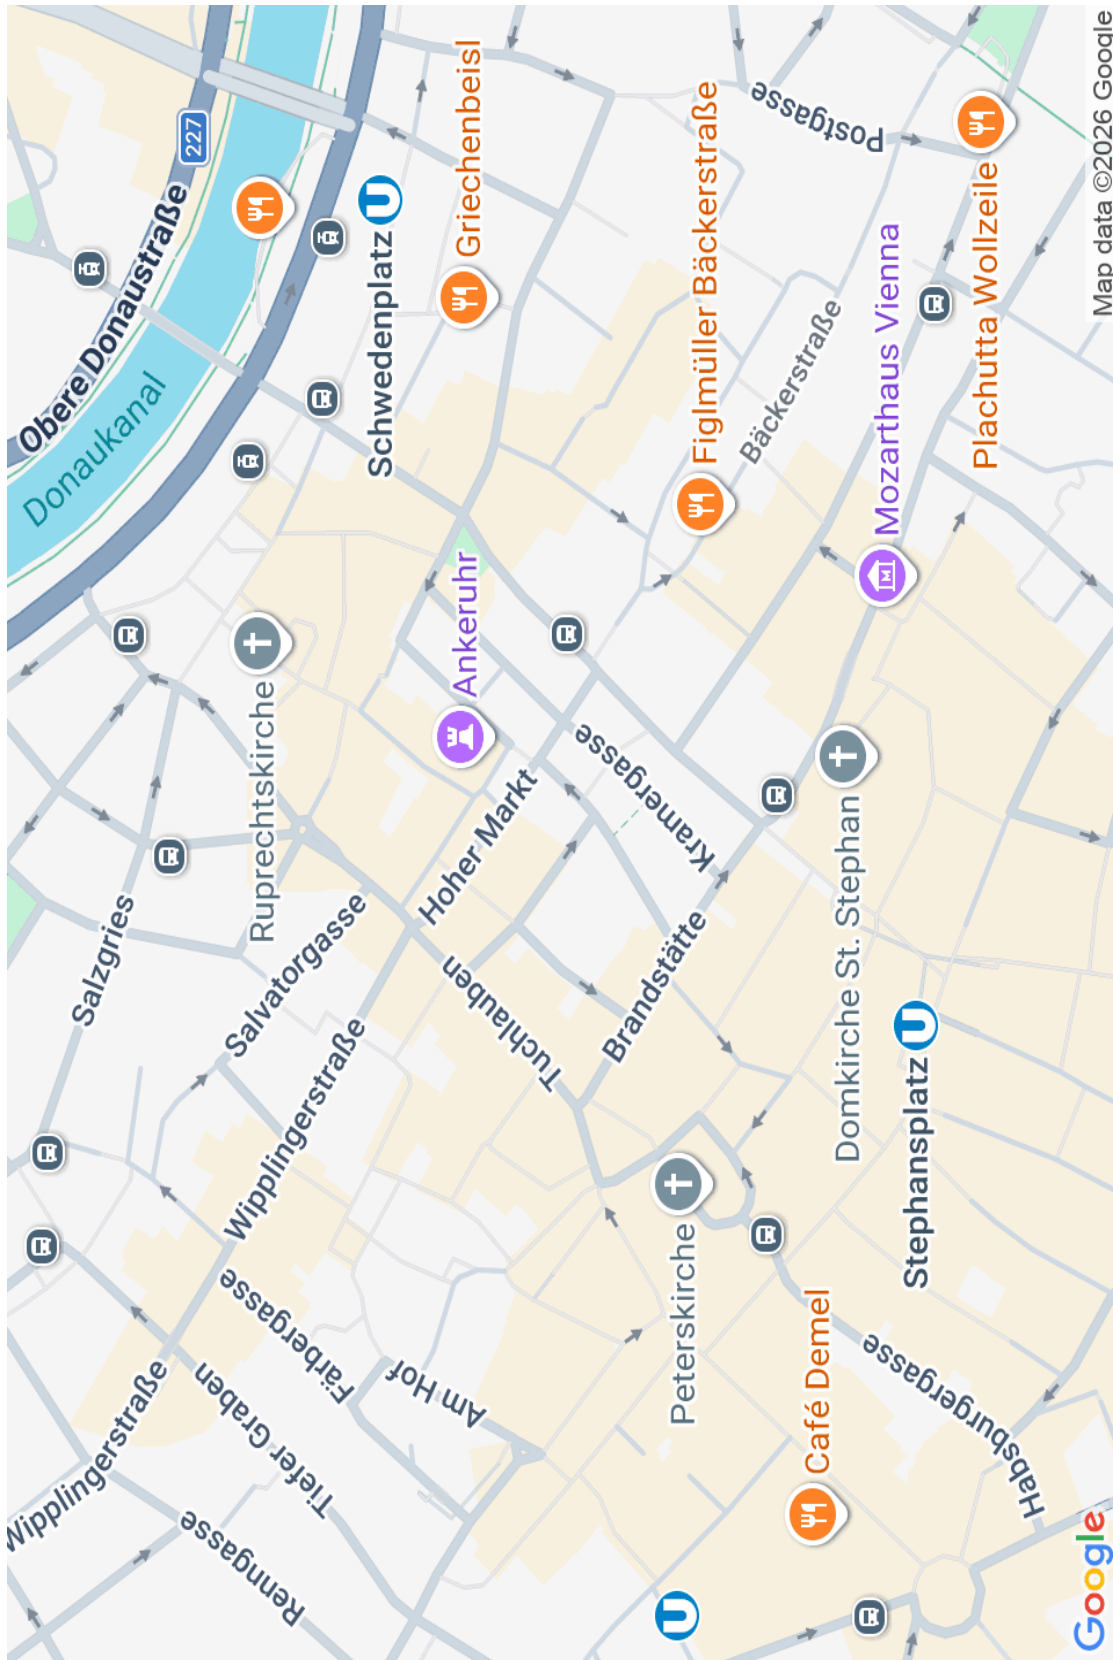 Obere Donaustraße
227
Donaukanal
Schwedenplatz
Griechenbeisl
Figlmüller Bäckerstraße
Postgasse
Plachutta Wollzeile
Mozarthaus Vienna
Bäckerstraße
Ankeruhr
Ruprechtskirche
Kramergasse
Hoher Markt
Salzgries
Salvatorgasse
Tuchlauben
Brandstätte
Domkirche St. Stephan
Stephansplatz
Wipplingerstraße
Wipplingerstraße
Färbergasse
Am Hof
Tiefer Graben
Renngasse
Peterskirche
Café Demel
Habsburgergasse
Google
Map data ©2026 Google